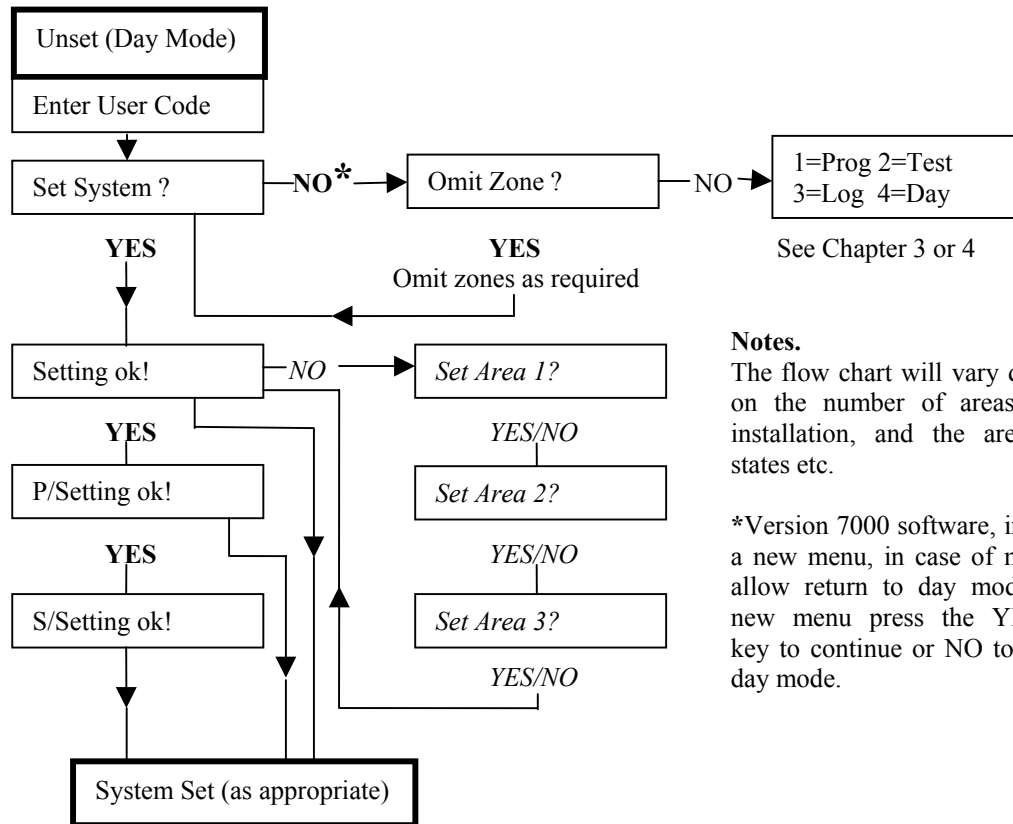 Unset (Day Mode)
Enter User Code
Set System ?
NO*
Omit Zone ?
NO
1=Prog 2=Test
3=Log 4=Day
YES
YES
See Chapter 3 or 4
Omit zones as required
Setting ok!
NO
Set Area 1?
YES
YES/NO
P/Setting ok!
Set Area 2?
YES
YES/NO
S/Setting ok!
Set Area 3?
YES/NO
System Set (as appropriate)
Notes.
The flow chart will vary
on the number of areas
installation, and the
states etc.
*Version 7000 software,
a new menu, in case of
allow return to day
new menu press the
key to continue or NO to
day mode.